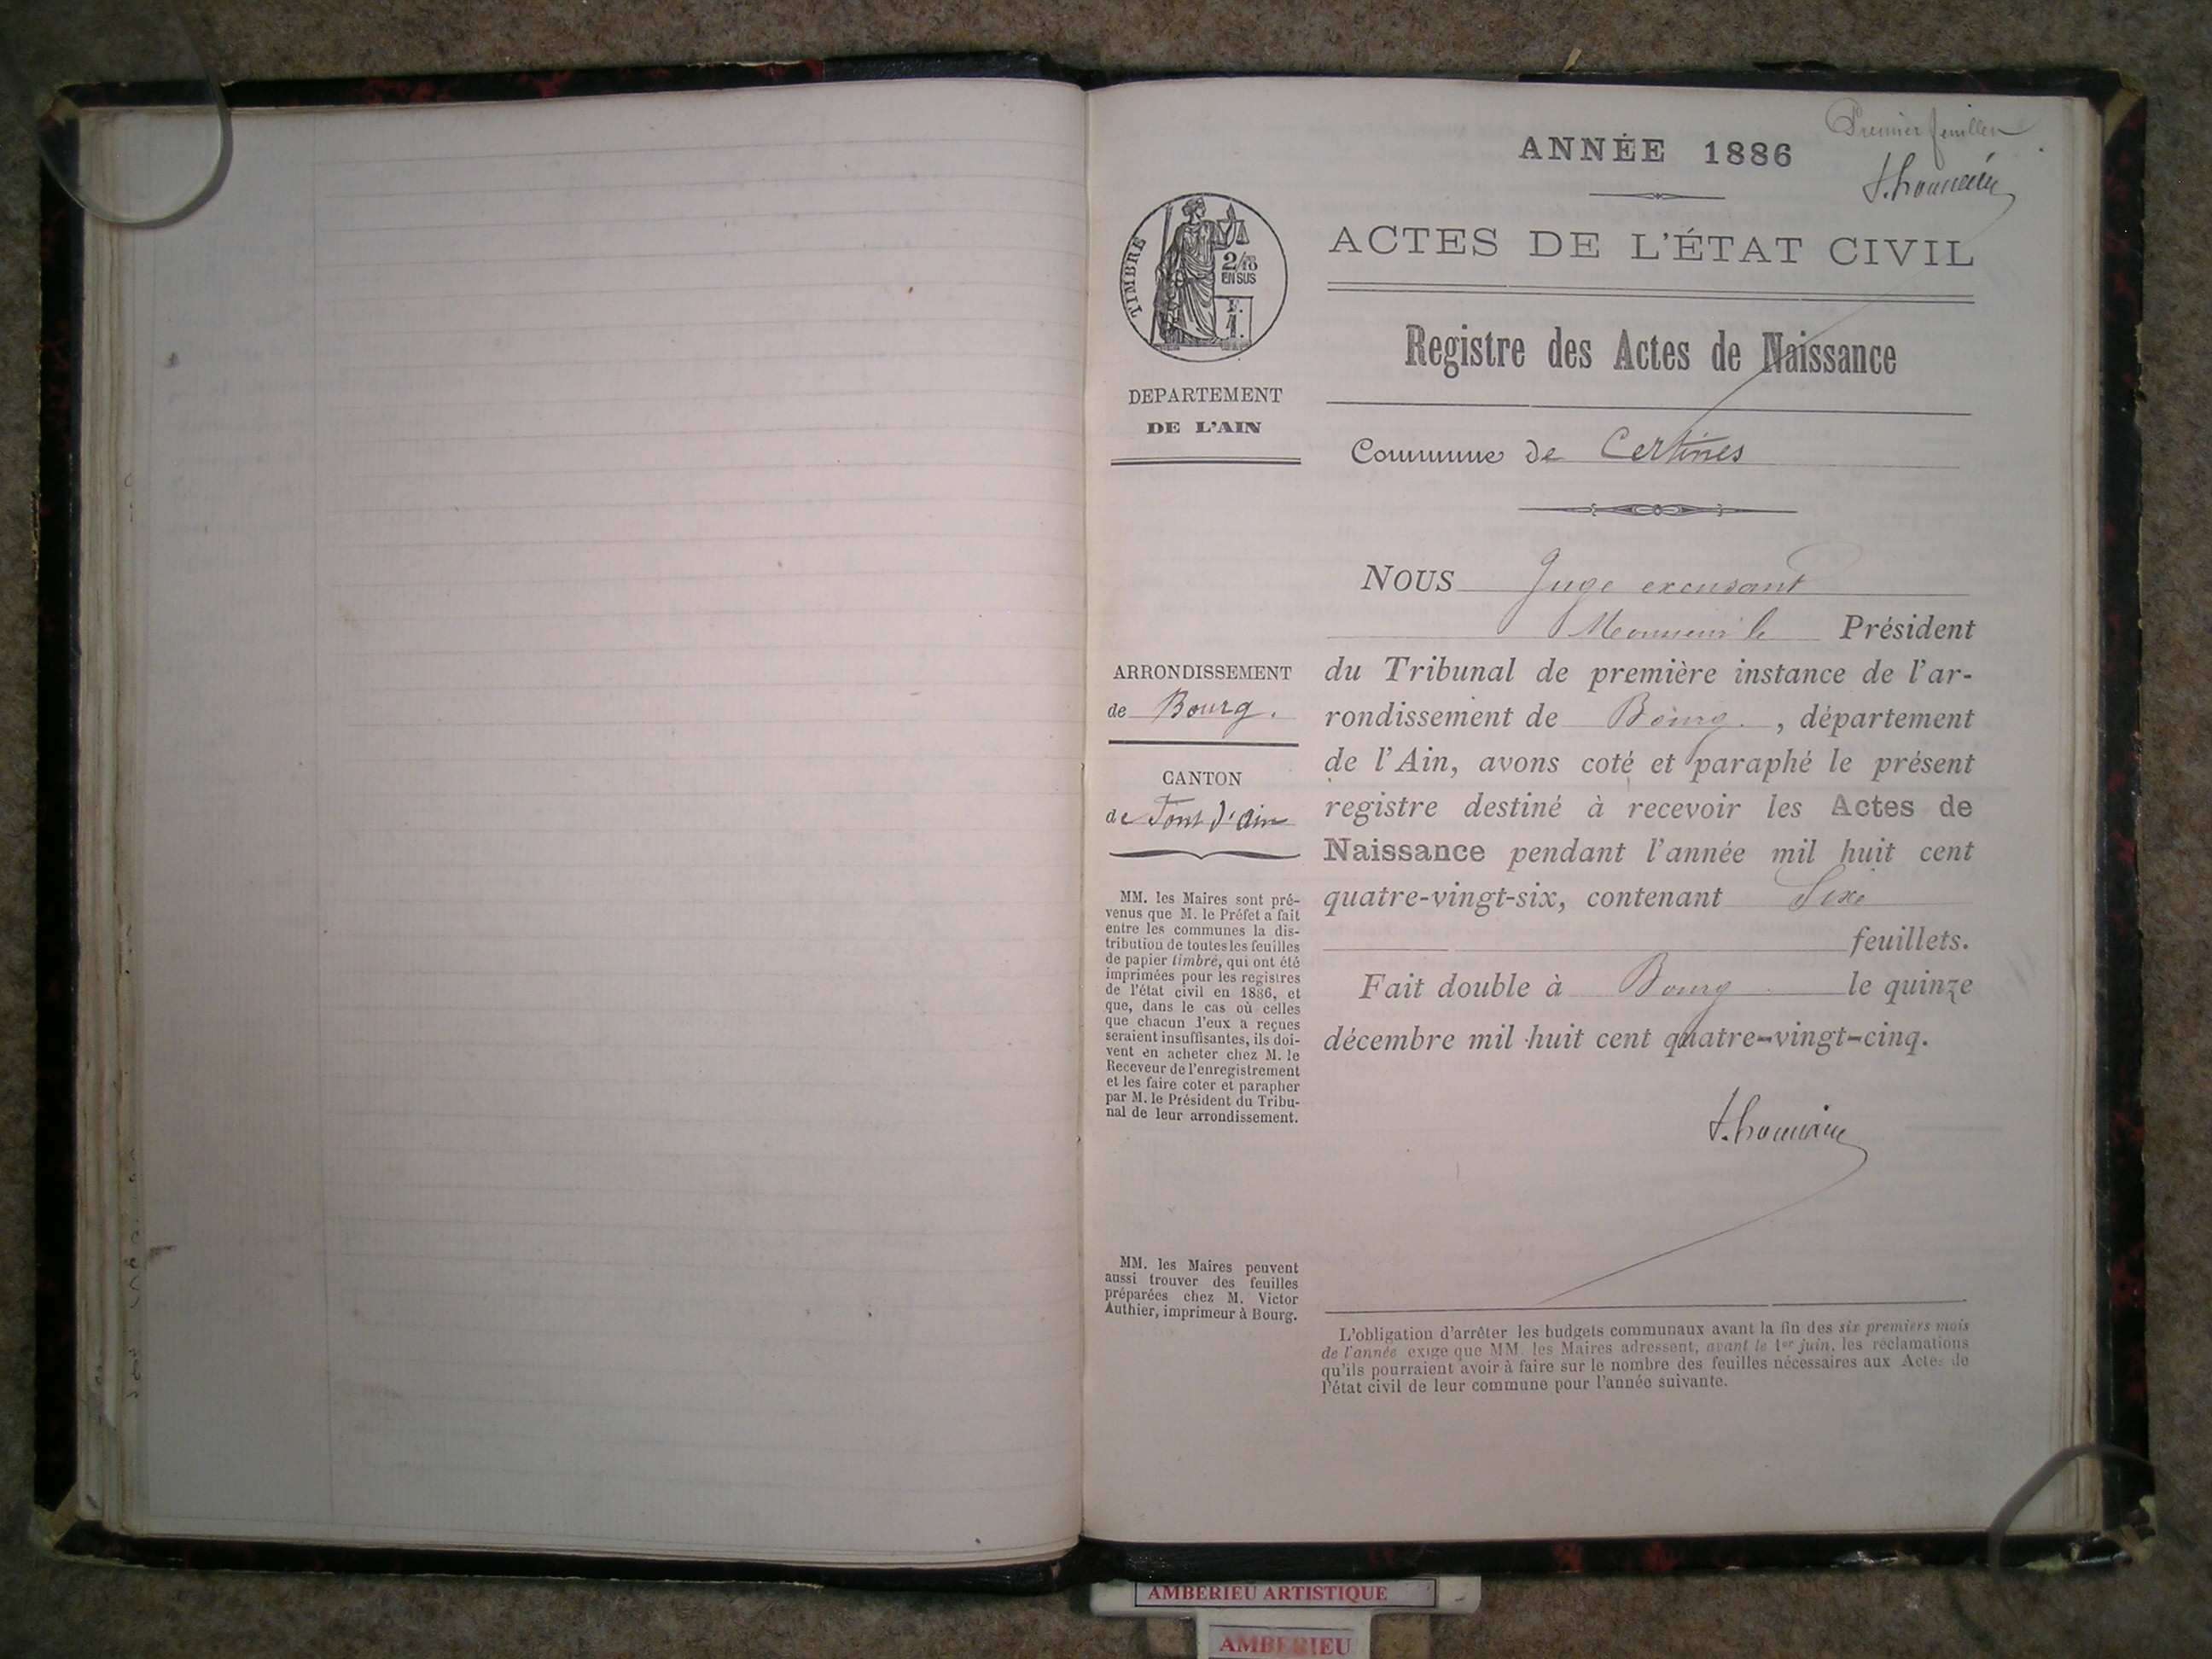 Premier feuillet
ANNÉE 1886
TIMBRE
2/10
EN SUS
F.
1.
ACTES DE L'ÉTAT CIVIL
Registre des Actes de Naissance
DEPARTEMENT
DE L'AIN
Commune de Certines
NOUS Juge excusant
Monsieur le Président
ARRONDISSEMENT
de Bourg.
du Tribunal de première instance de l'ar-
rondissement de Bourg. , département
de l'Ain, avons coté et paraphé le présent
registre destiné à recevoir les Actes de
Naissance pendant l'année mil huit cent
quatre-vingt-six, contenant Six
feuillets.
Fait double à Bourg le quinze
décembre mil huit cent quatre-vingt-cinq.
CANTON
de Pont d'ain
MM. les Maires sont pré-
venus que M. le Préfet a fait
entre les communes la dis-
tribution de toutes les feuilles
de papier timbré, qui ont été
imprimées pour les registres
de l'état civil en 1886, et
que, dans le cas où celles
que chacun d'eux a reçues
seraient insuffisantes, ils doi-
vent en acheter chez M. le
Receveur de l'enregistrement
et les faire coter et parapher
par M. le Président du Tribu-
nal de leur arrondissement.
MM. les Maires peuvent
aussi trouver des feuilles
préparées chez M. Victor
Authier, imprimeur à Bourg.
L'obligation d'arrêter les budgets communaux avant la fin des six premiers mois
de l'année exige que MM. les Maires adressent, avant le 1er juin, les réclamations
qu'ils pourraient avoir à faire sur le nombre des feuilles nécessaires aux Actes de
l'état civil de leur commune pour l'année suivante.
AMBERIEU ARTISTIQUE
AMBERIEU